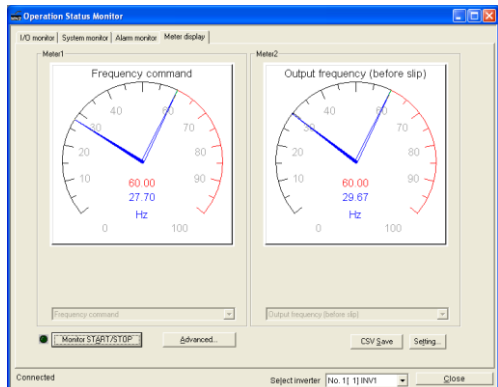 Operation Status Monitor
I/O monitor System monitor Alarm monitor Meter display
Meter1
Frequency command
0 10 20 30 40 60 70 80 90 100
60.00
27.70
Hz
Frequency command
Meter2
Output frequency (before slip)
0 10 20 30 40 60 70 80 90 100
60.00
29.67
Hz
Output frequency (before slip)
Monitor START/STOP Advanced... CSV Save Setting...
Connected Select inverter No. 1[ 1] INV1 Close